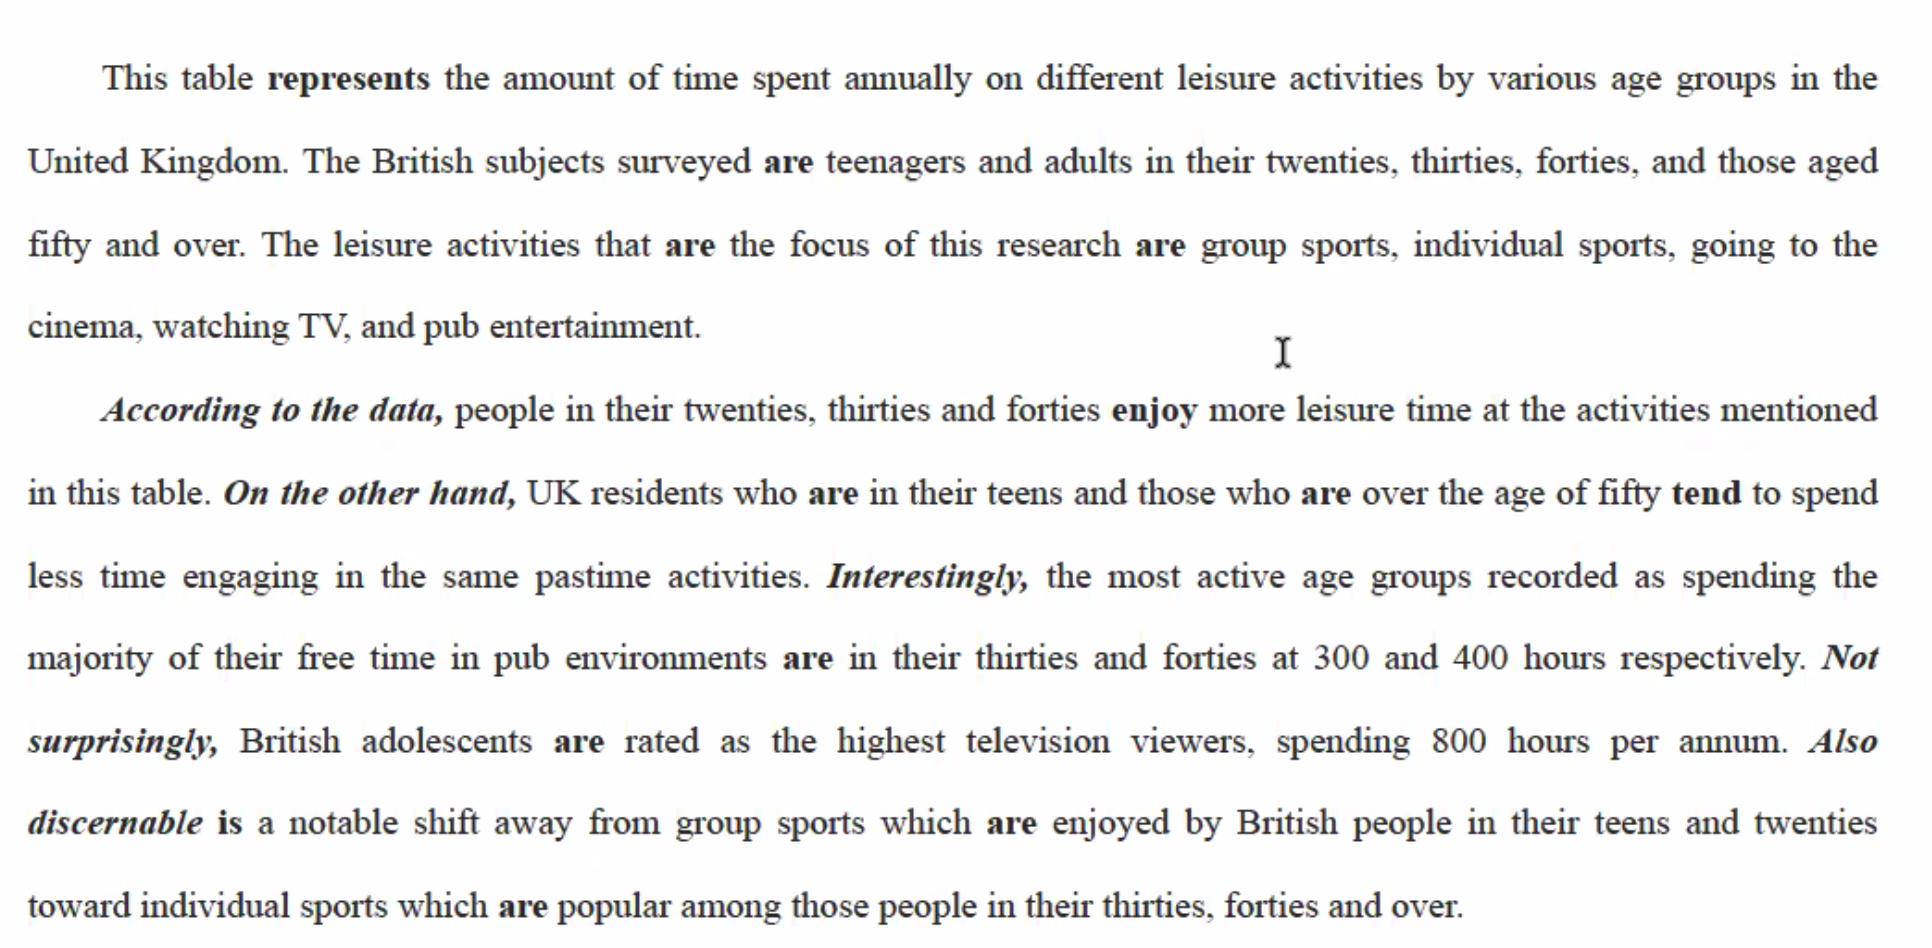 This table represents the amount of time spent annually on different leisure activities by various age groups in the
United Kingdom. The British subjects surveyed are teenagers and adults in their twenties, thirties, forties, and those aged
fifty and over. The leisure activities that are the focus of this research are group sports, individual sports, going to the
cinema, watching TV, and pub entertainment.
According to the data, people in their twenties, thirties and forties enjoy more leisure time at the activities mentioned
in this table. On the other hand, UK residents who are in their teens and those who are over the age of fifty tend to spend
less time engaging in the same pastime activities. Interestingly, the most active age groups recorded as spending the
majority of their free time in pub environments are in their thirties and forties at 300 and 400 hours respectively. Not
surprisingly, British adolescents are rated as the highest television viewers, spending 800 hours per annum. Also
discernable is a notable shift away from group sports which are enjoyed by British people in their teens and twenties
toward individual sports which are popular among those people in their thirties, forties and over.